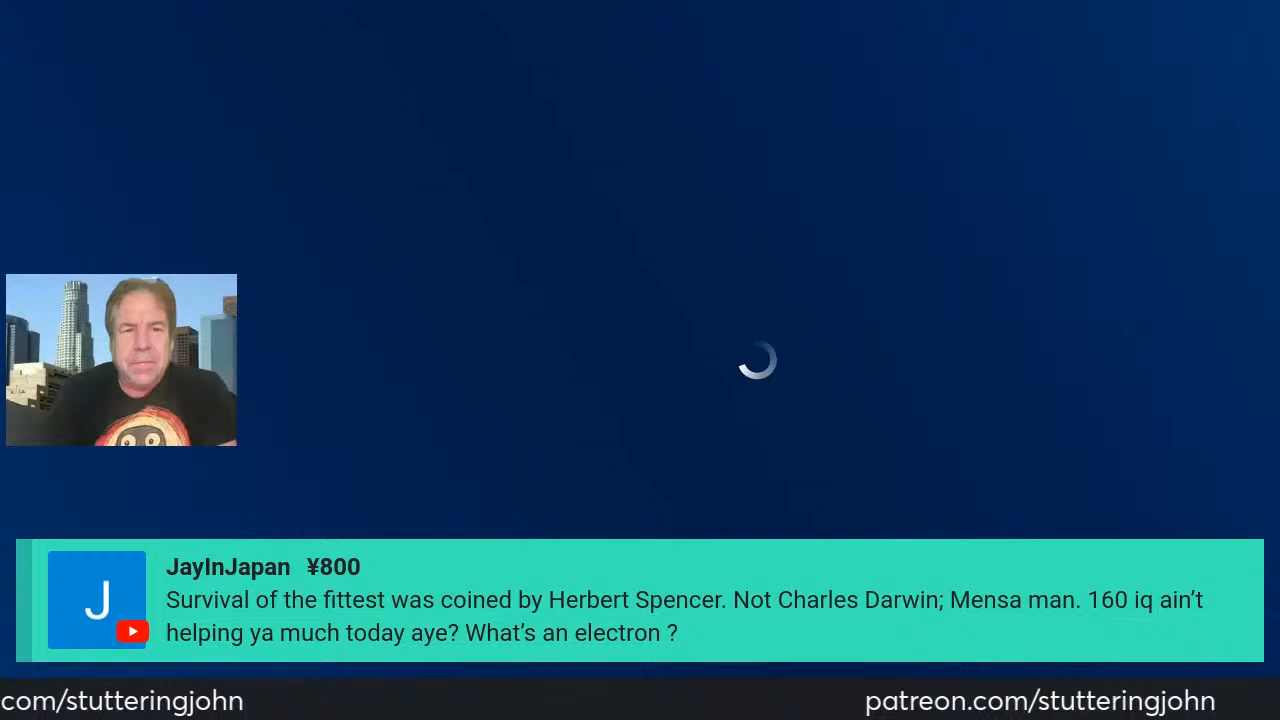 J
JayInJapan ¥800
Survival of the fittest was coined by Herbert Spencer. Not Charles Darwin; Mensa man. 160 iq ain’t
helping ya much today aye? What’s an electron ?
com/stutteringjohn patreon.com/stutteringjohn